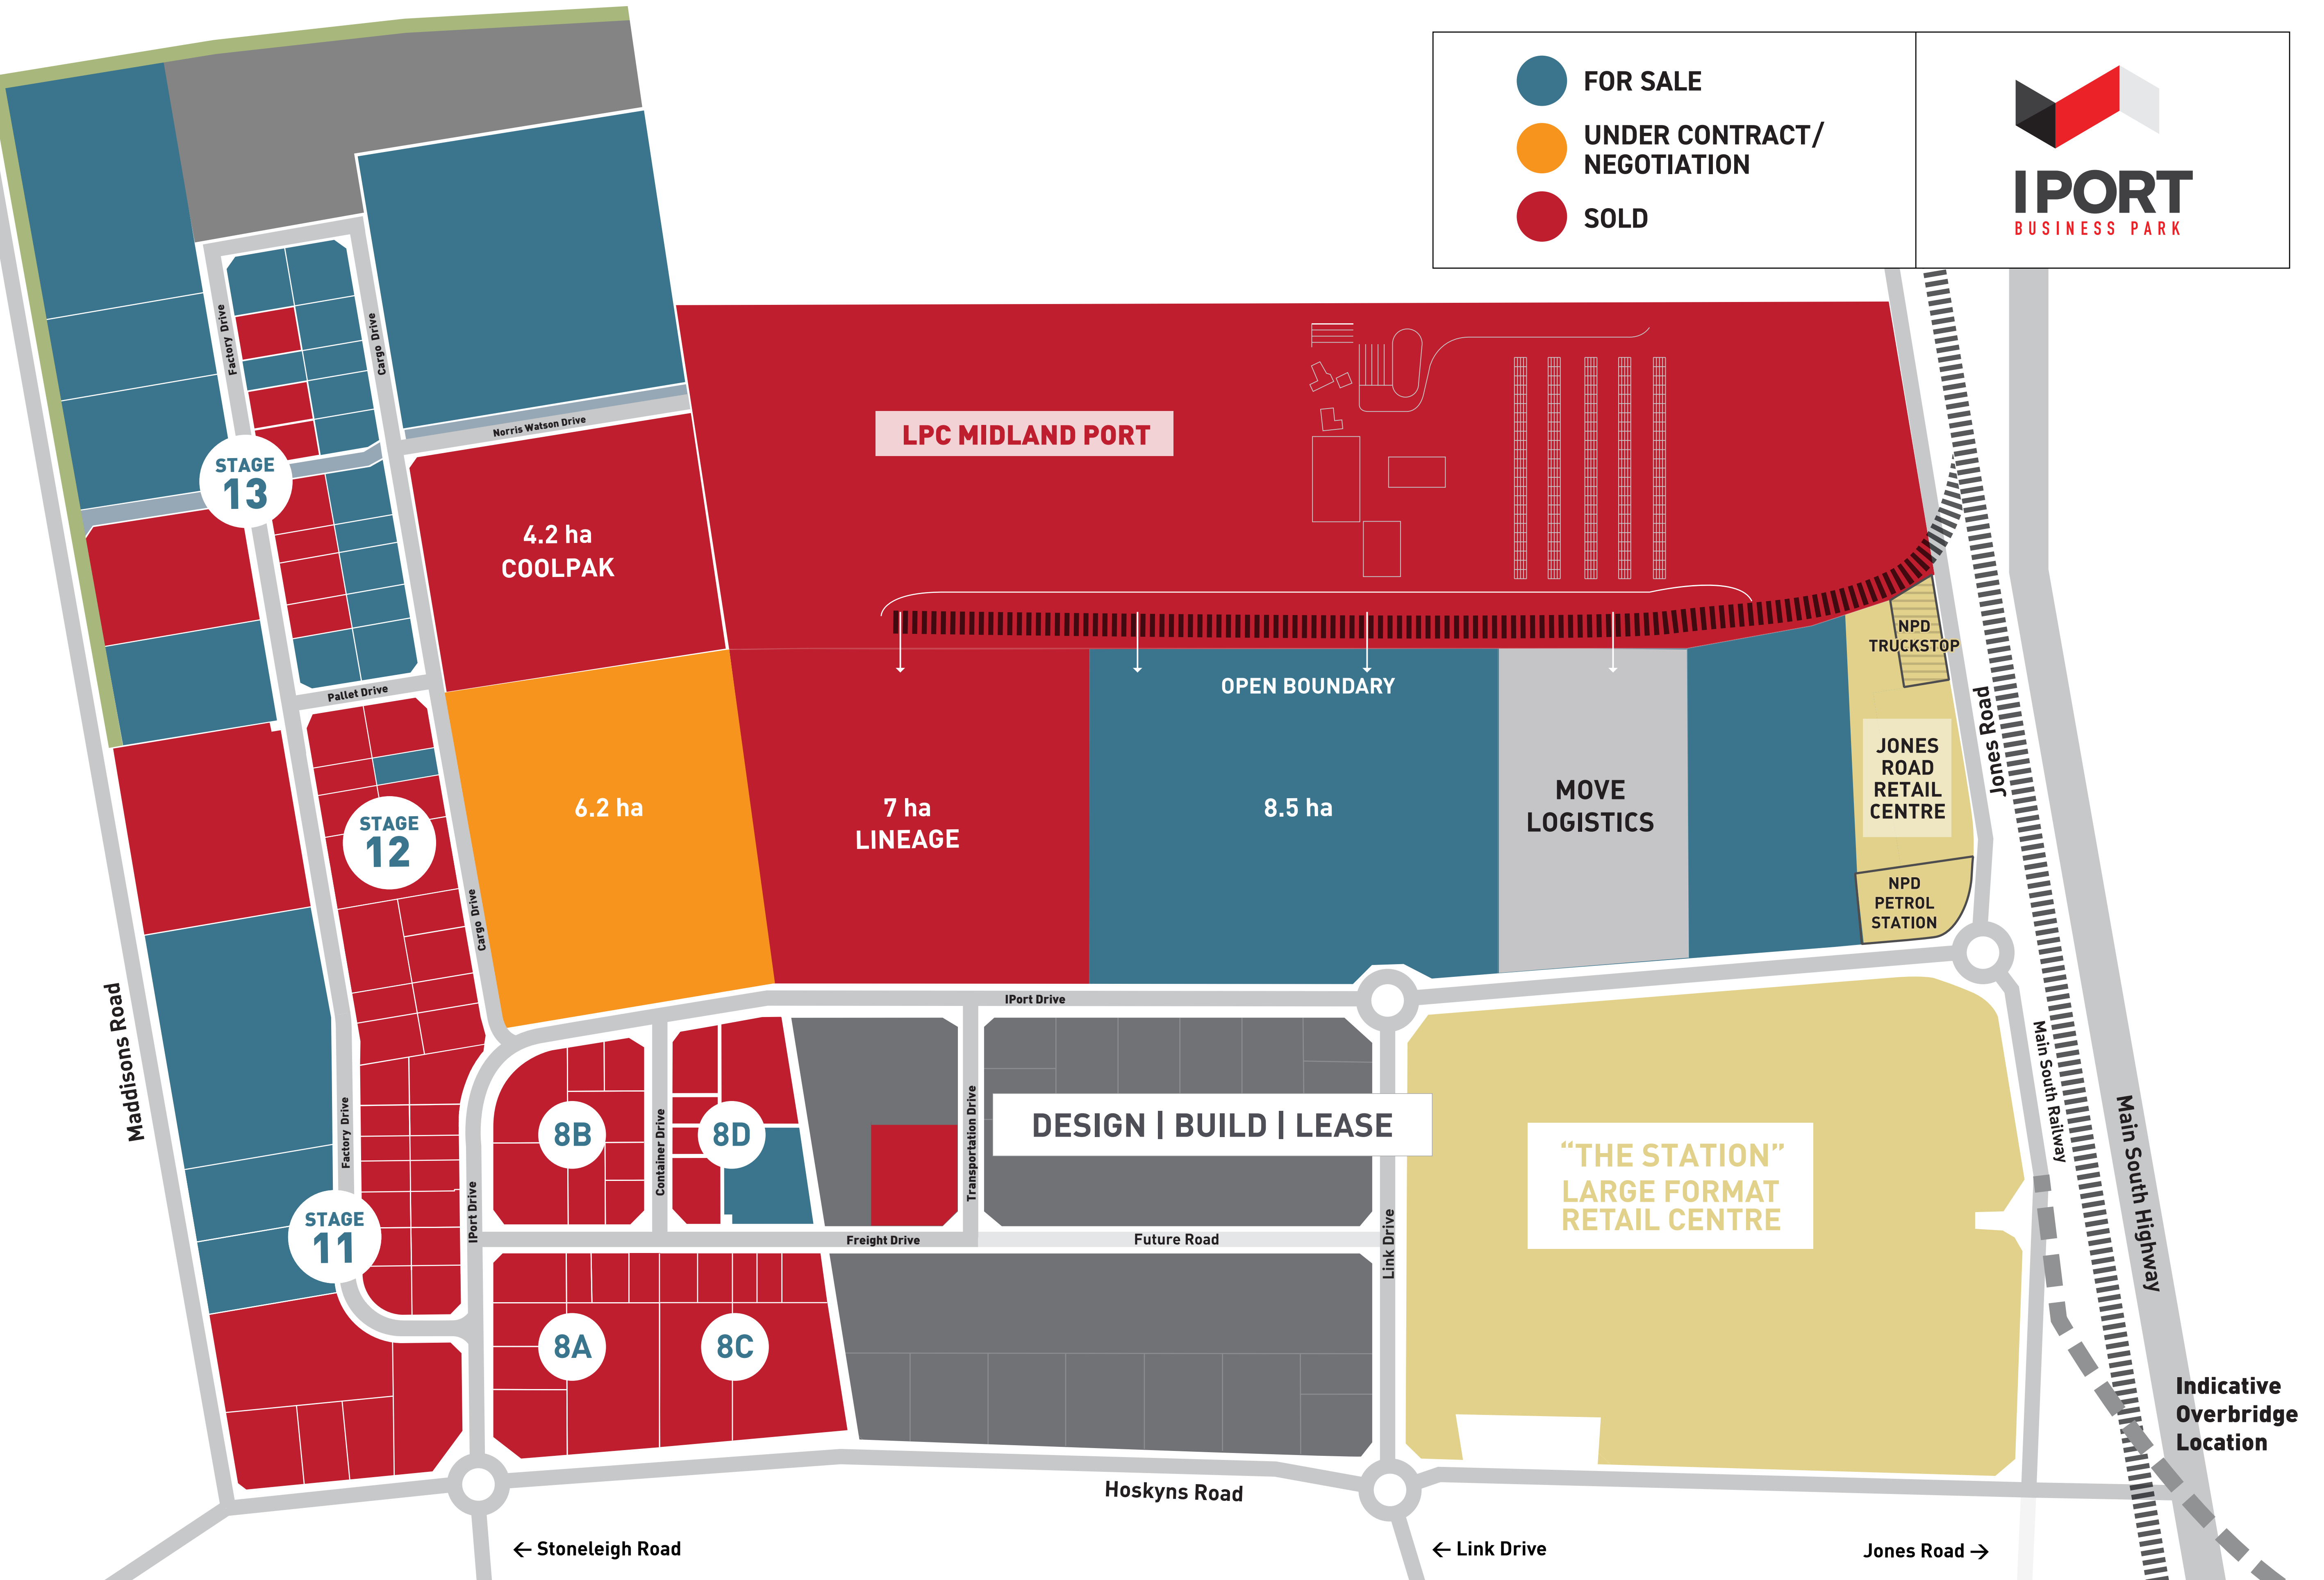 FOR SALE
UNDER CONTRACT/
NEGOTIATION
SOLD
IPORT
BUSINESS PARK
Factory Drive
Cargo Drive
Norris Watson Drive
LPC MIDLAND PORT
STAGE
13
4.2 ha
COOLPAK
Pallet Drive
OPEN BOUNDARY
NPD
TRUCKSTOP
Jones Road
JONES
ROAD
RETAIL
CENTRE
STAGE
12
6.2 ha
7 ha
LINEAGE
8.5 ha
MOVE
LOGISTICS
NPD
PETROL
STATION
Cargo Drive
Maddisons Road
IPort Drive
Main South Railway
Main South Highway
Factory Drive
8B
Container Drive
8D
Transportation Drive
DESIGN | BUILD | LEASE
“THE STATION”
LARGE FORMAT
RETAIL CENTRE
STAGE
11
IPort Drive
Freight Drive
Future Road
Link Drive
8A
8C
Indicative
Overbridge
Location
Hoskyns Road
← Stoneleigh Road
← Link Drive
Jones Road →